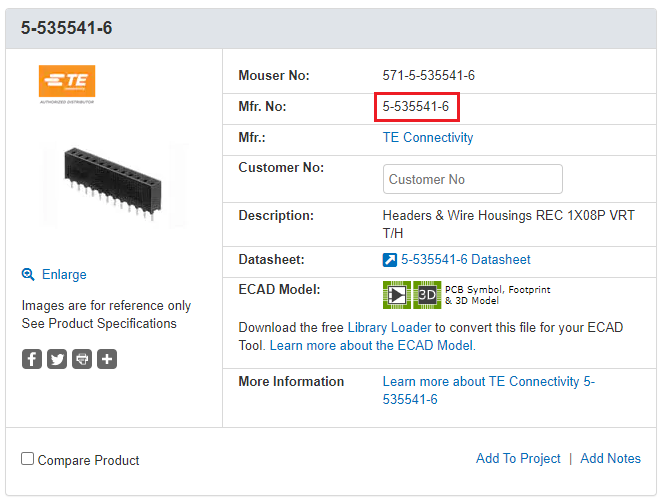 5-535541-6
TE
connectivity
AUTHORIZED DISTRIBUTOR
Enlarge
Images are for reference only
See Product Specifications
Mouser No: 571-5-535541-6
Mfr. No: 5-535541-6
Mfr.: TE Connectivity
Customer No: Customer No
Description: Headers & Wire Housings REC 1X08P VRT
T/H
Datasheet: 5-535541-6 Datasheet
ECAD Model: 3D PCB Symbol, Footprint
& 3D Model
Download the free Library Loader to convert this file for your ECAD
Tool. Learn more about the ECAD Model.
More Information Learn more about TE Connectivity 5-
535541-6
Compare Product
Add To Project | Add Notes